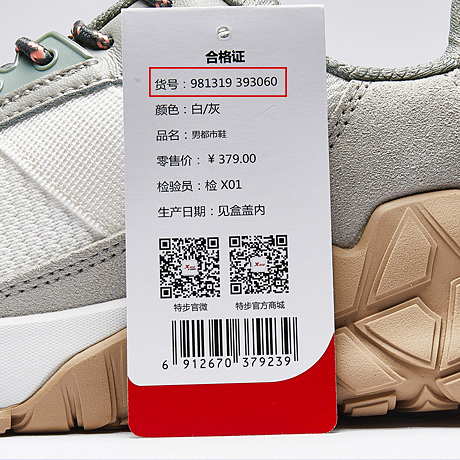 合格证
货号：981319 393060
颜色：白/灰
品名：男都市鞋
零售价：￥379.00
检验员：检 X01
生产日期：见盒盖内
特步官微 特步官方商城
6 912670 379239